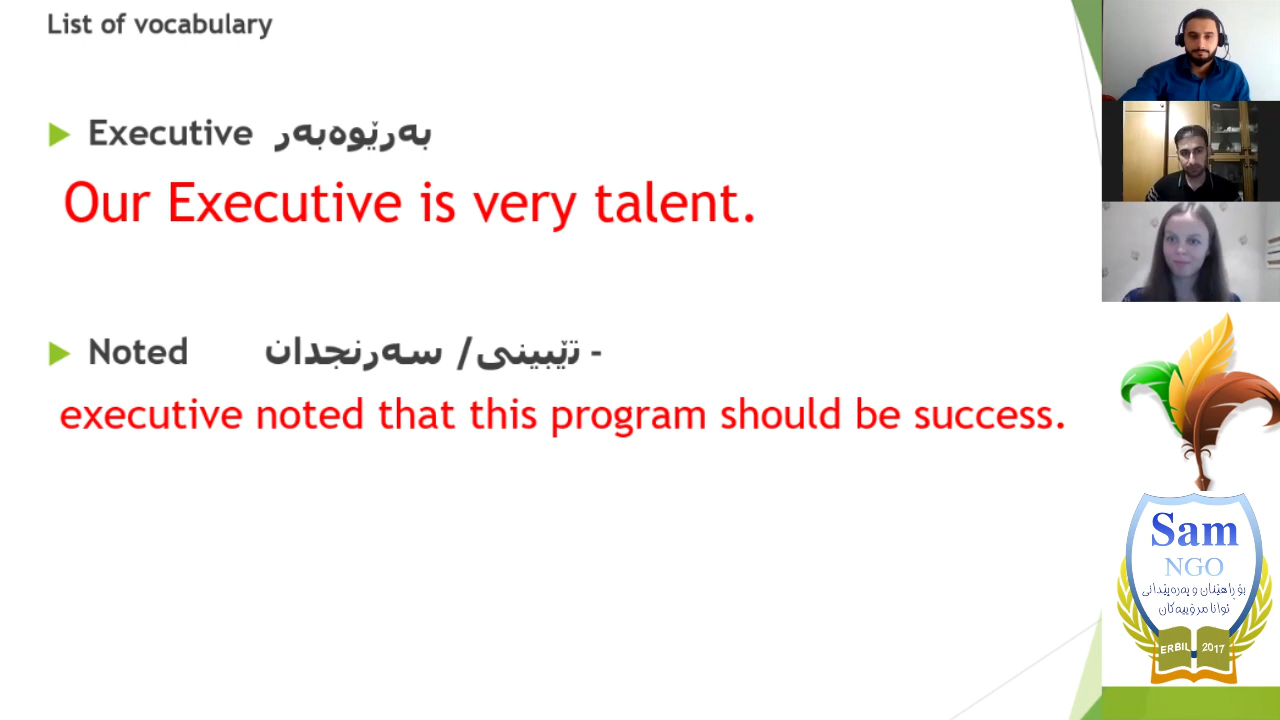 List of vocabulary
Executive بەڕێوەبەر
Our Executive is very talent.
Noted تێبینی/ سەرنجدان -
executive noted that this program should be success.
Sam
NGO
بۆ ڕاهێنان و پەرەپێدانی
توانا مرۆییەکان
ERBIL 2017